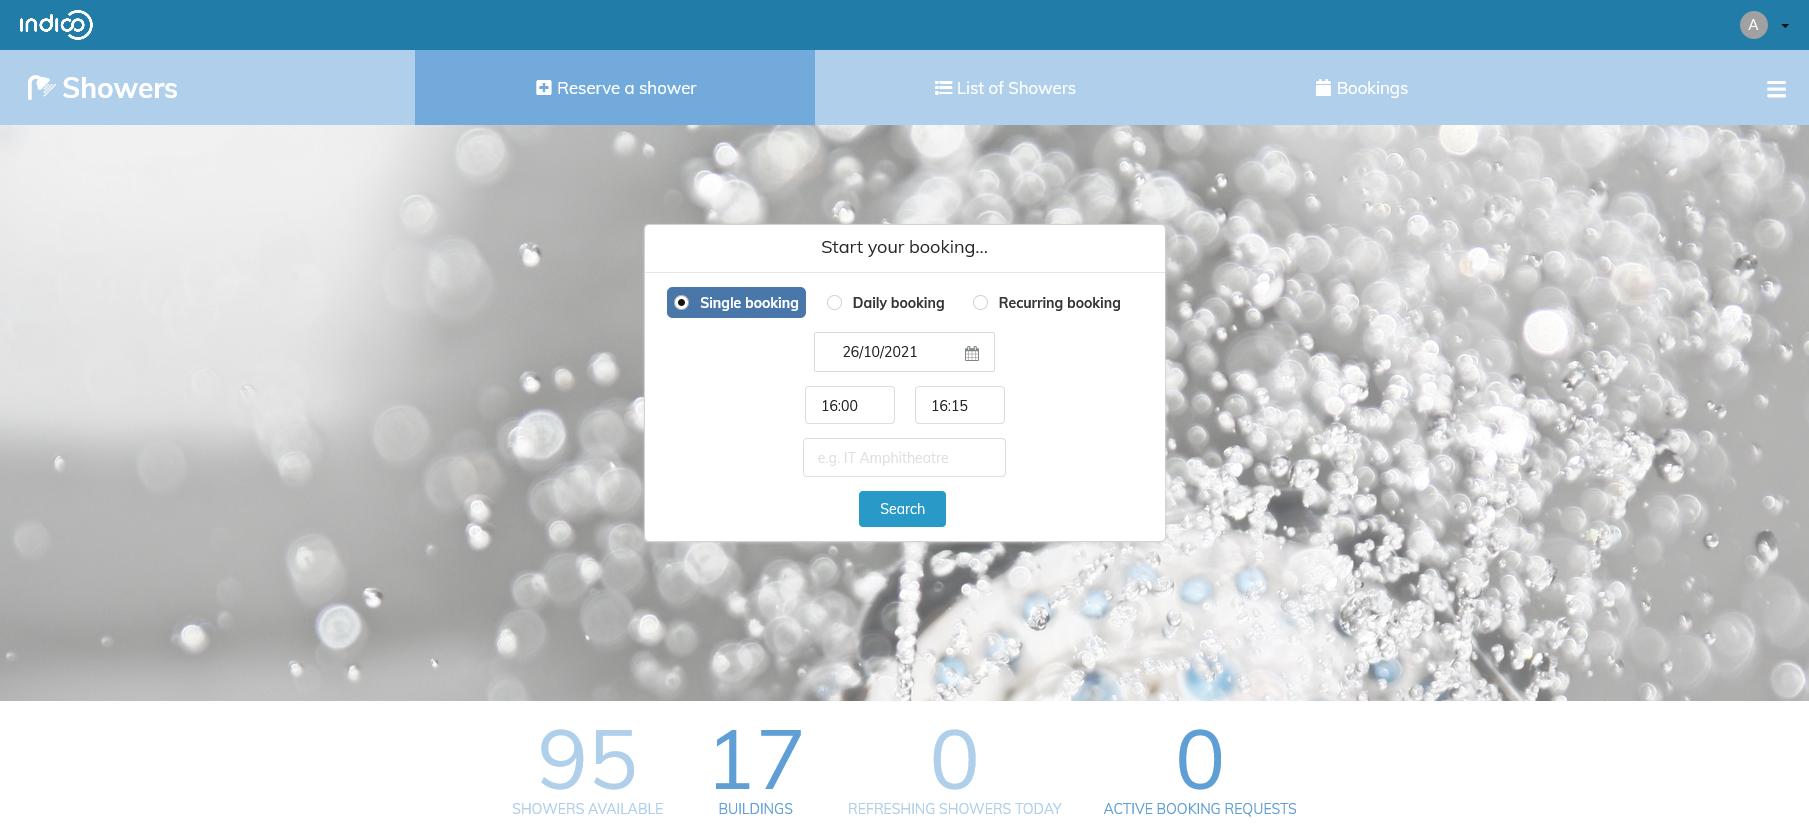 indico
A
Showers
Reserve a shower
List of Showers
Bookings
Start your booking...
Single booking
Daily booking
Recurring booking
26/10/2021
16:00
16:15
e.g. IT Amphitheatre
Search
95
SHOWERS AVAILABLE
17
BUILDINGS
0
REFRESHING SHOWERS TODAY
0
ACTIVE BOOKING REQUESTS